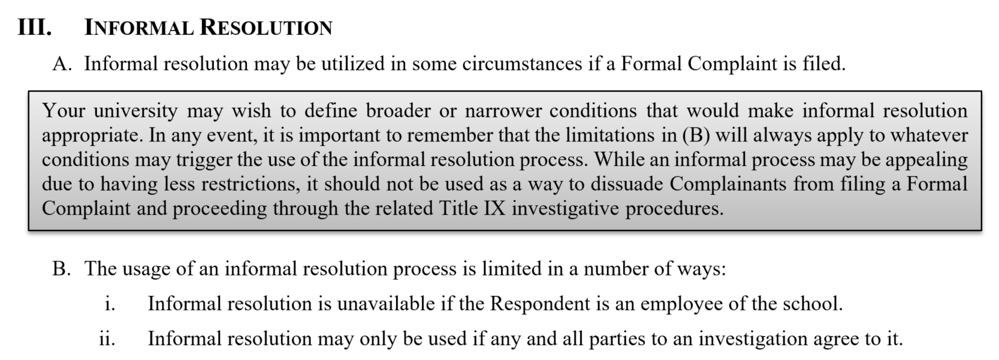 III. INFORMAL RESOLUTION
A. Informal resolution may be utilized in some circumstances if a Formal Complaint is filed.
Your university may wish to define broader or narrower conditions that would make informal resolution
appropriate. In any event, it is important to remember that the limitations in (B) will always apply to whatever
conditions may trigger the use of the informal resolution process. While an informal process may be appealing
due to having less restrictions, it should not be used as a way to dissuade Complainants from filing a Formal
Complaint and proceeding through the related Title IX investigative procedures.
B. The usage of an informal resolution process is limited in a number of ways:
i. Informal resolution is unavailable if the Respondent is an employee of the school.
ii. Informal resolution may only be used if any and all parties to an investigation agree to it.